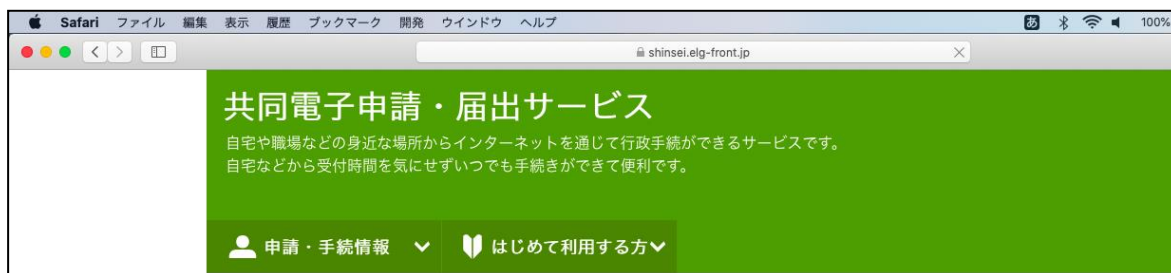 Safari ファイル 編集 表示 履歴 ブックマーク 開発 ウインドウ ヘルプ あ 100%
shinsei.elg-front.jp
共同電子申請・届出サービス
自宅や職場などの身近な場所からインターネットを通じて行政手続ができるサービスです。
自宅などから受付時間を気にせずいつでも手続きができて便利です。
申請・手続情報 はじめて利用する方